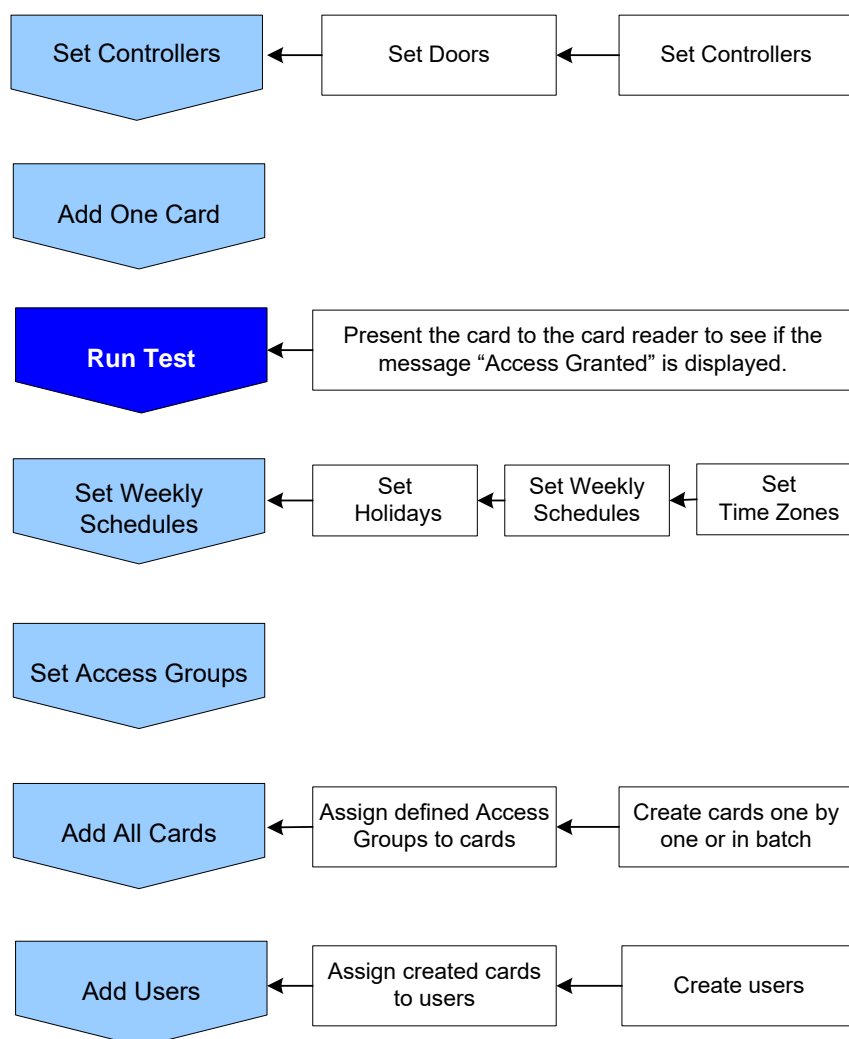 Set Controllers
Set Doors
Set Controllers
Add One Card
Run Test
Present the card to the card reader to see if the
message “Access Granted” is displayed.
Set Weekly
Schedules
Set
Holidays
Set Weekly
Schedules
Set
Time Zones
Set Access Groups
Add All Cards
Assign defined Access
Groups to cards
Create cards one by
one or in batch
Add Users
Assign created cards
to users
Create users